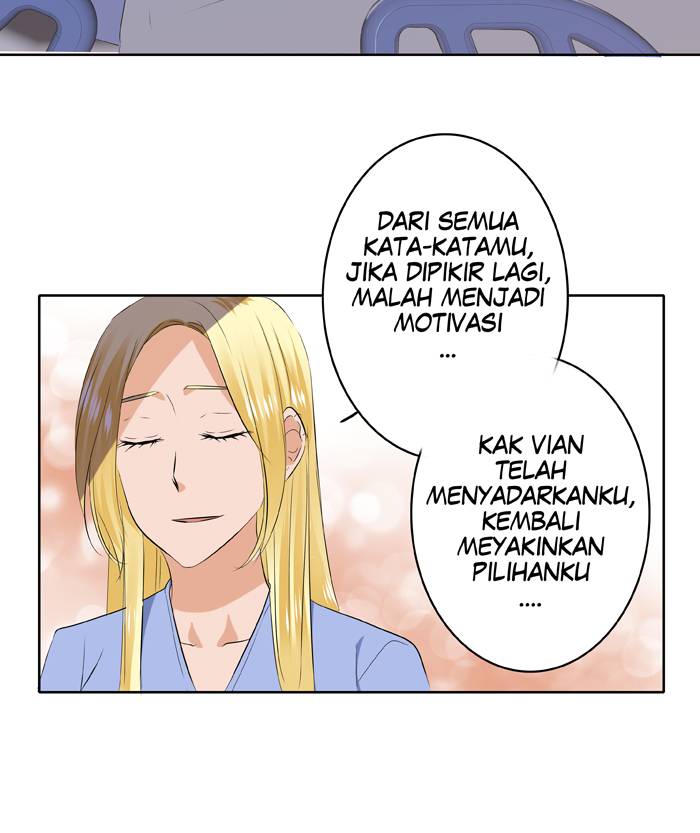 DARI SEMUA
KATA-KATAMU,
JIKA DIPIKIR LAGI,
MALAH MENJADI
MOTIVASI
...
KAK VIAN
TELAH
MENYADARKANKU,
KEMBALI
MEYAKINKAN
PILIHANKU
....